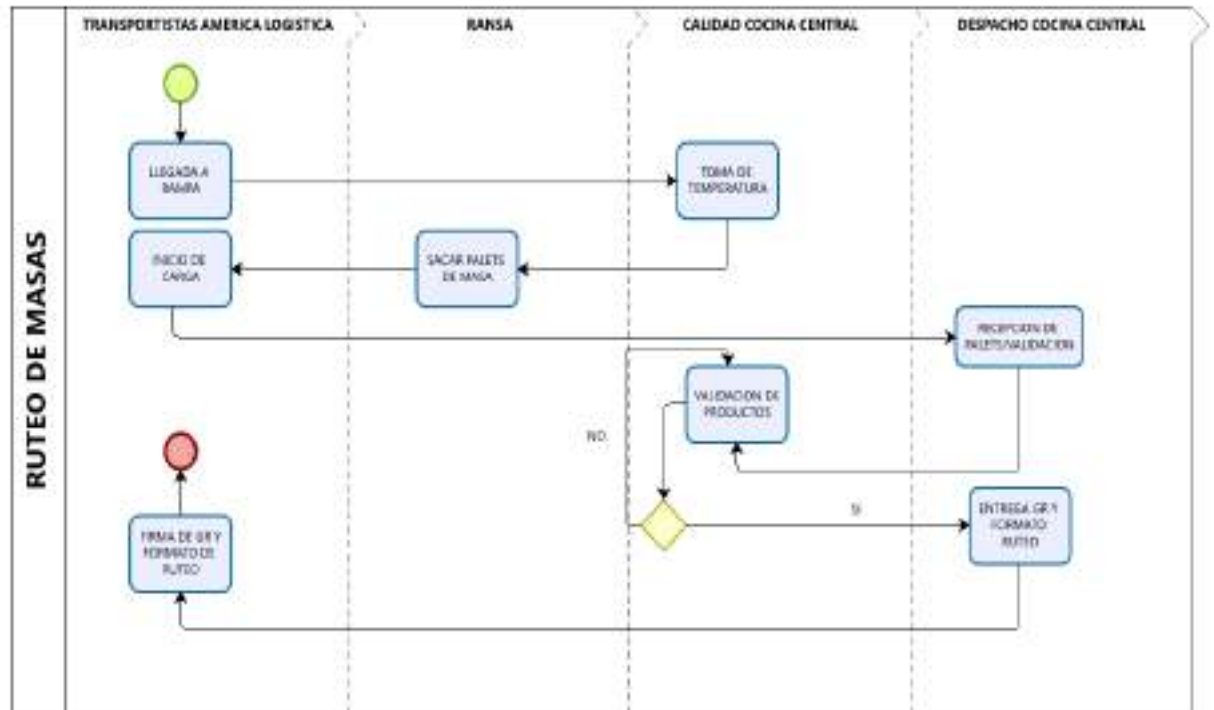 TRANSPORTISTAS AMERICA LOGISTICA
RANSA
CALIDAD COCINA CENTRAL
DESPACHO COCINA CENTRAL
RUTEO DE MASAS
LLEGADA A
RAMPA
TOMA DE
TEMPERATURA
INICIO DE
CARGA
SACAR PALETS
DE MASA
RECEPCION DE
PALETS/VALIDACION
VALIDACION DE
PRODUCTOS
NO
SI
ENTREGA GR Y
FORMATO
RUTEO
FIRMA DE GR Y
FORMATO DE
RUTEO